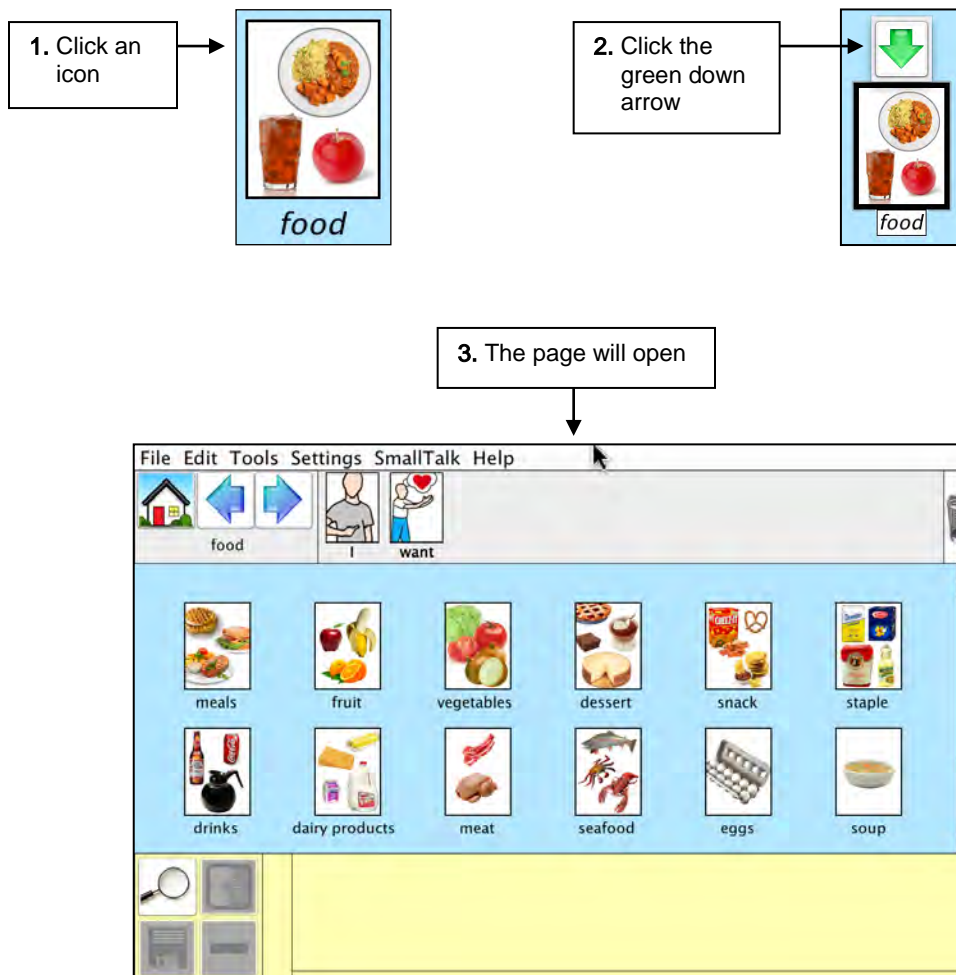 1. Click an
icon
food
2. Click the
green down
arrow
food
3. The page will open
File Edit Tools Settings SmallTalk Help
food
I want
meals fruit vegetables dessert snack staple
CHEEZ-IT
drinks dairy products meat seafood eggs soup